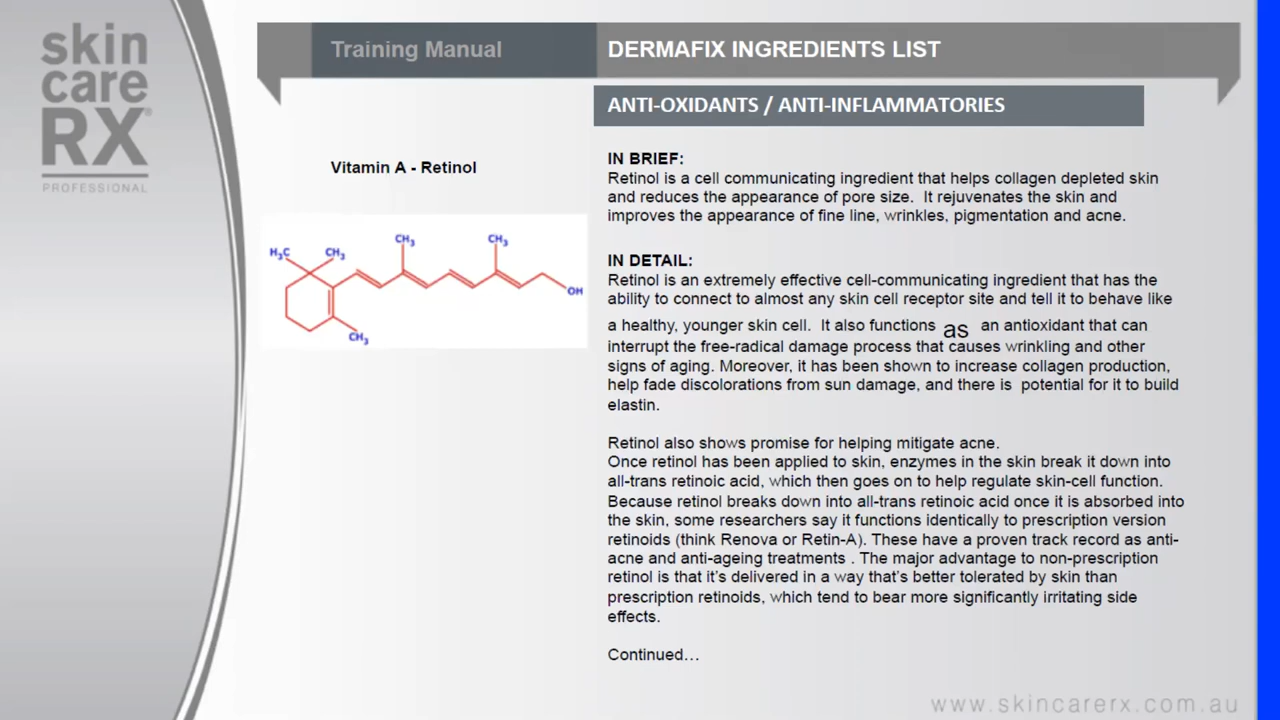 skin
care
RX®
PROFESSIONAL
Training Manual
DERMAFIX INGREDIENTS LIST
ANTI-OXIDANTS / ANTI-INFLAMMATORIES
Vitamin A - Retinol
H₃C
CH₃
CH₃
CH₃
OH
CH₃
IN BRIEF:
Retinol is a cell communicating ingredient that helps collagen depleted skin
and reduces the appearance of pore size.  It rejuvenates the skin and
improves the appearance of fine line, wrinkles, pigmentation and acne.
IN DETAIL:
Retinol is an extremely effective cell-communicating ingredient that has the
ability to connect to almost any skin cell receptor site and tell it to behave like
a healthy, younger skin cell.  It also functions as an antioxidant that can
interrupt the free-radical damage process that causes wrinkling and other
signs of aging. Moreover, it has been shown to increase collagen production,
help fade discolorations from sun damage, and there is  potential for it to build
elastin.
Retinol also shows promise for helping mitigate acne.
Once retinol has been applied to skin, enzymes in the skin break it down into
all-trans retinoic acid, which then goes on to help regulate skin-cell function.
Because retinol breaks down into all-trans retinoic acid once it is absorbed into
the skin, some researchers say it functions identically to prescription version
retinoids (think Renova or Retin-A). These have a proven track record as anti-
acne and anti-ageing treatments . The major advantage to non-prescription
retinol is that it's delivered in a way that's better tolerated by skin than
prescription retinoids, which tend to bear more significantly irritating side
effects.
Continued…
www.skincarerx.com.au